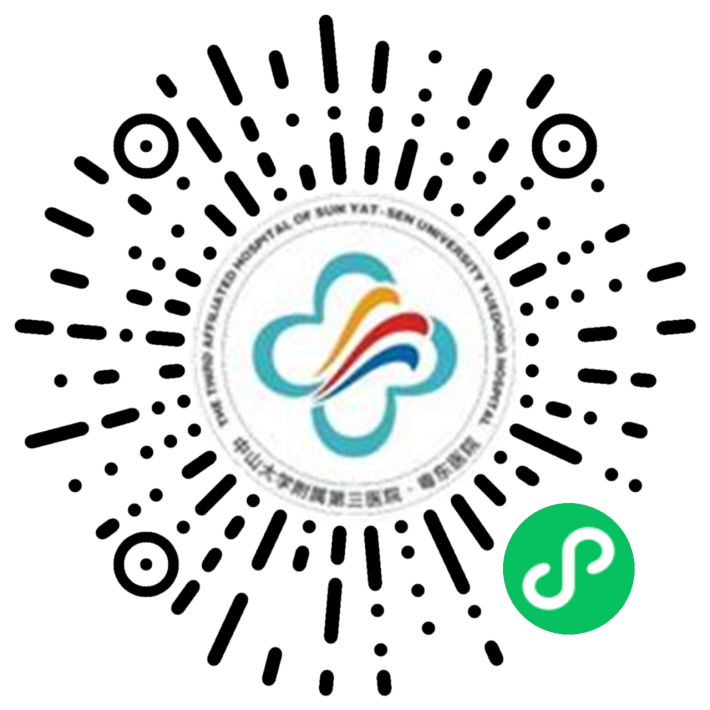 THE THIRD AFFILIATED HOSPITAL OF SUN YAT-SEN UNIVERSITY YUEDONG HOSPITAL
中山大学附属第三医院·粤东医院